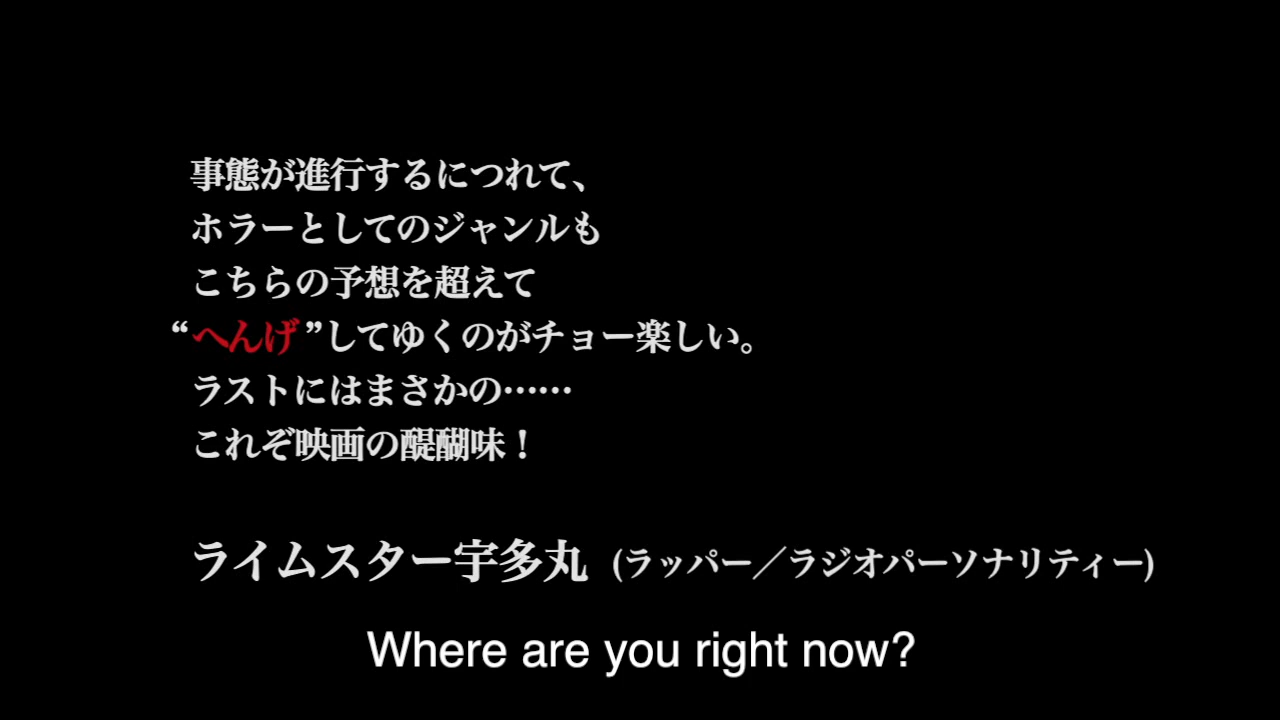 事態が進行するにつれて、
ホラーとしてのジャンルも
こちらの予想を超えて
“へんげ”してゆくのがチョー楽しい。
ラストにはまさかの……
これぞ映画の醍醐味！
ライムスター宇多丸 (ラッパー／ラジオパーソナリティー)
Where are you right now?